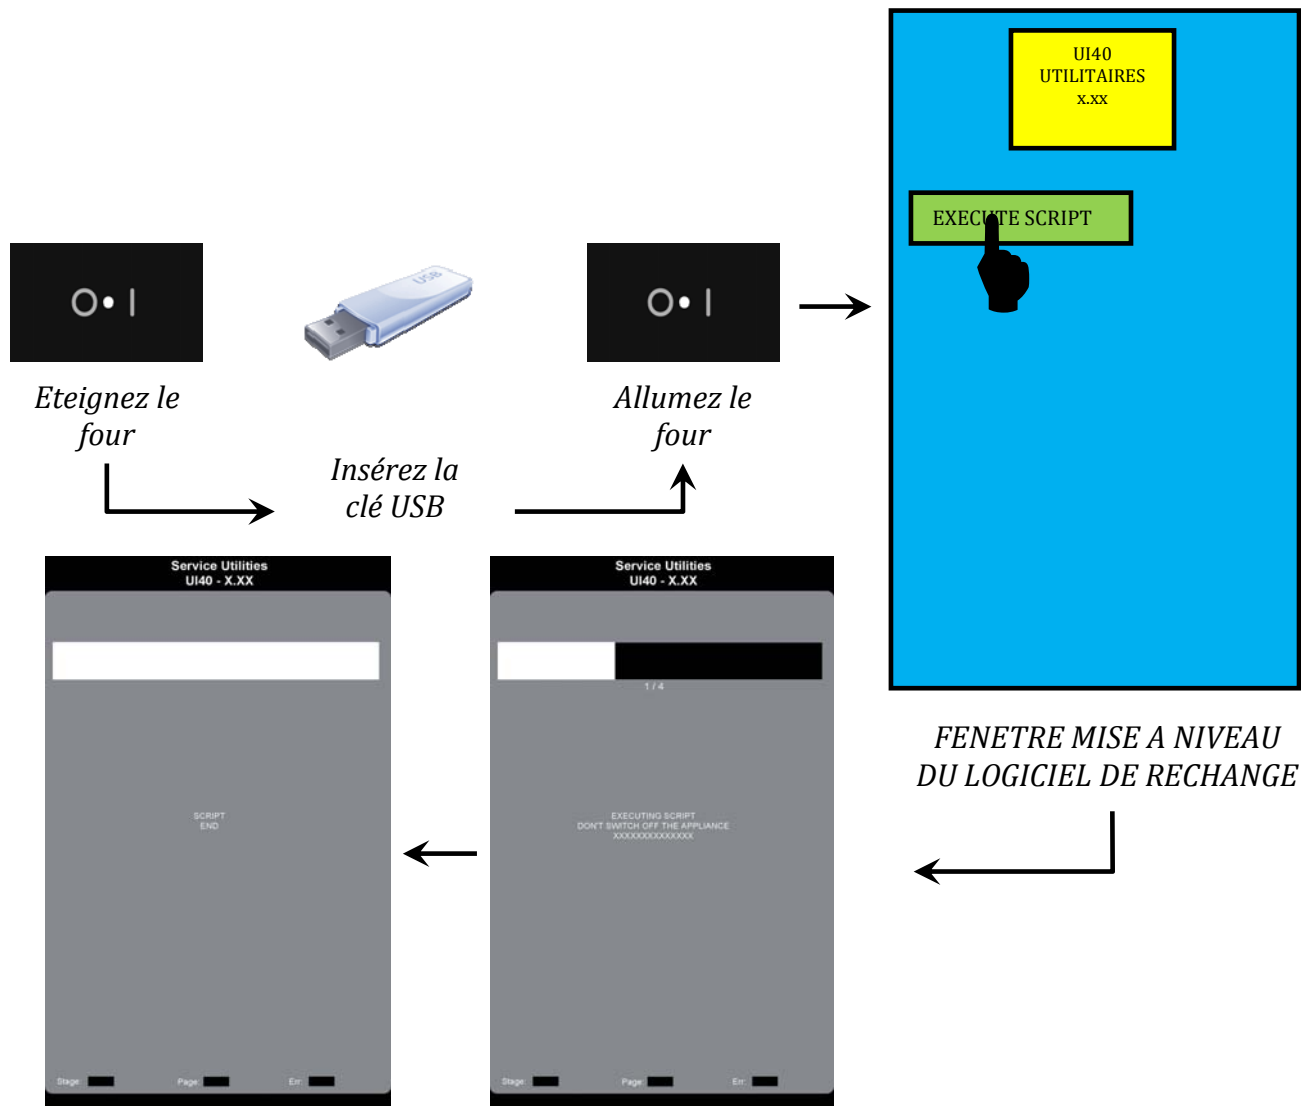 UI40
UTILITAIRES
x.xx
EXECUTE SCRIPT
O•I
USB
O•I
Eteignez le
four
Insérez la
clé USB
Allumez le
four
FENETRE MISE A NIVEAU
DU LOGICIEL DE RECHANGE
Service Utilities
UI40 - X.XX
SCRIPT
END
Stage:
Page:
Err:
Service Utilities
UI40 - X.XX
1 / 4
EXECUTING SCRIPT
DON'T SWITCH OFF THE APPLIANCE
XXXXXXXXXXXXXX
Stage:
Page:
Err: